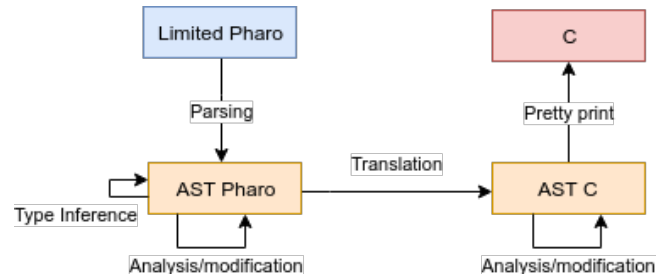 Limited Pharo
C
Parsing
Pretty print
Translation
AST Pharo
AST C
Type Inference
Analysis/modification
Analysis/modification